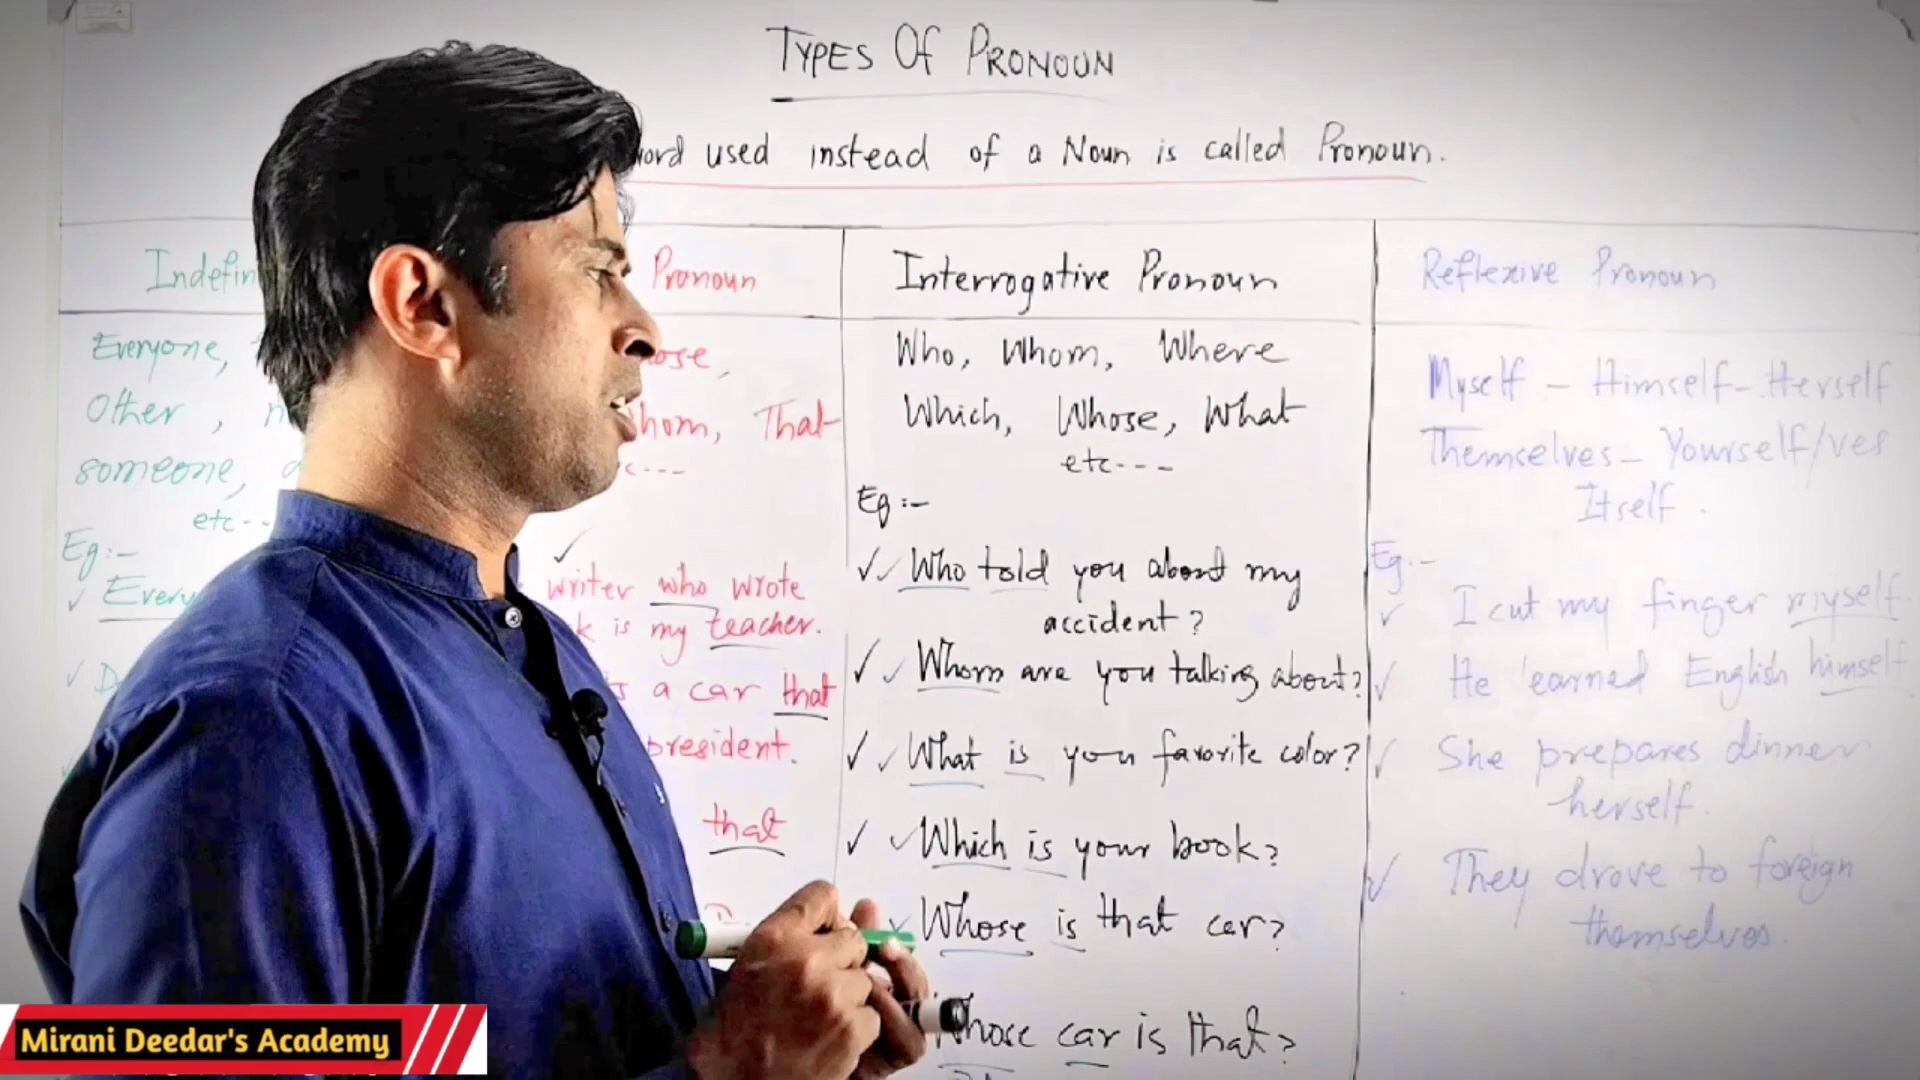 TYPES OF PRONOUN
word used instead of a Noun is called Pronoun.
Indefin
Everyone,
Other, n
someone, a
etc--
Eg:-
✓ Every
✓ D
Pronoun
ose,
hom, That
c---
✓
writer who wrote
k is my teacher.
s a car that
president.
that
Interrogative Pronoun
Who, Whom, Where
Which, Whose, What
etc---
Eg:-
✓✓ Who told you about my
accident?
✓✓ Whom are you talking about?
✓✓ What is you favorite color?
✓✓ Which is your book?
✓ Whose is that car?
Whose car is that?
Reflexive Pronoun
Myself - Himself - Herself
Themselves - Yourself/ves
Itself.
Eg:-
✓ I cut my finger myself.
✓ He learned English himself
✓ She prepares dinner
herself.
✓ They drove to foreign
themselves.
Mirani Deedar's Academy